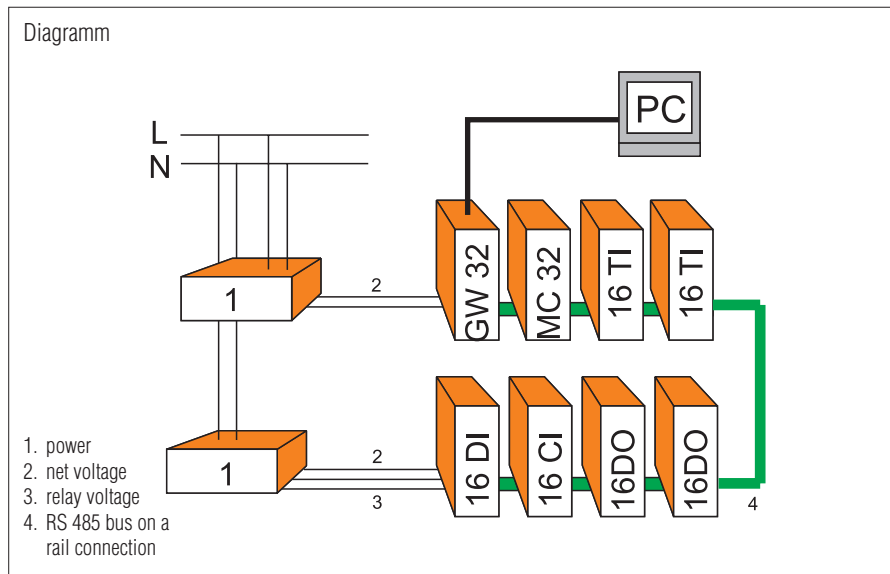 Diagramm
PC
L
N
GW 32
MC 32
16 TI
16 TI
2
1
16 DI
16 CI
16DO
16DO
2
1
3
4
1. power
2. net voltage
3. relay voltage
4. RS 485 bus on a
rail connection